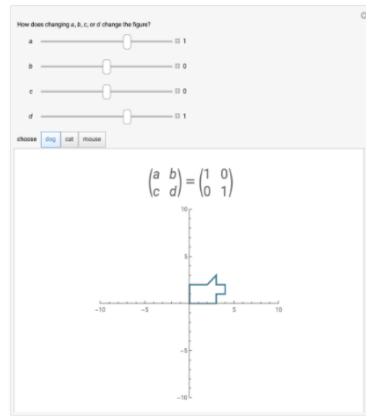 How does changing a, b, c, or d change the figure?
a 1
b 0
c 0
d 1
choose dog cat mouse
(a b) = (1 0)
(c d) (0 1)
10
5
-10 -5 5 10
-5
-10